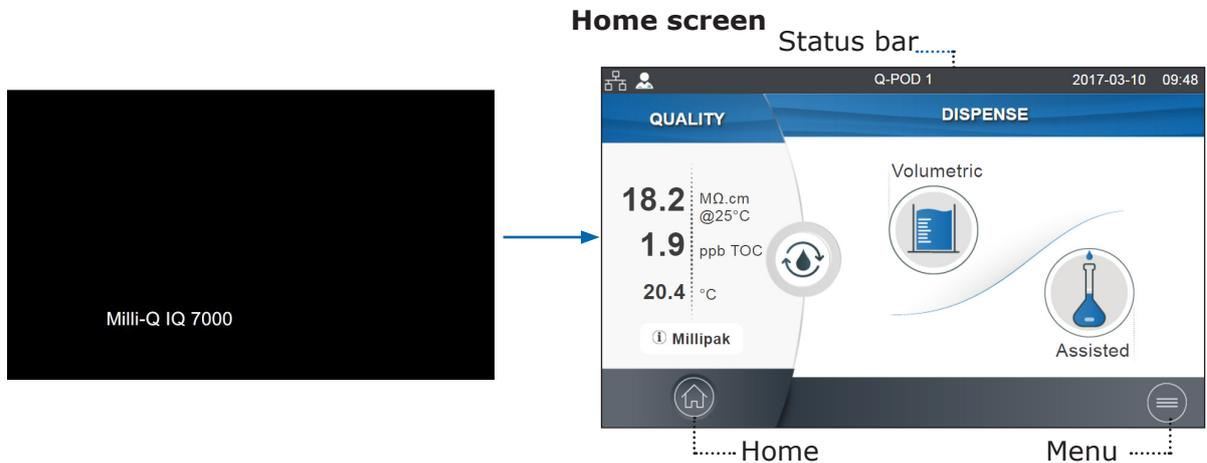 Home screen
Status bar
Q-POD 1 2017-03-10 09:48
QUALITY
DISPENSE
Volumetric
18.2 MΩ.cm
@25°C
1.9 ppb TOC
20.4 °C
i Millipak
Assisted
Milli-Q IQ 7000
Home
Menu